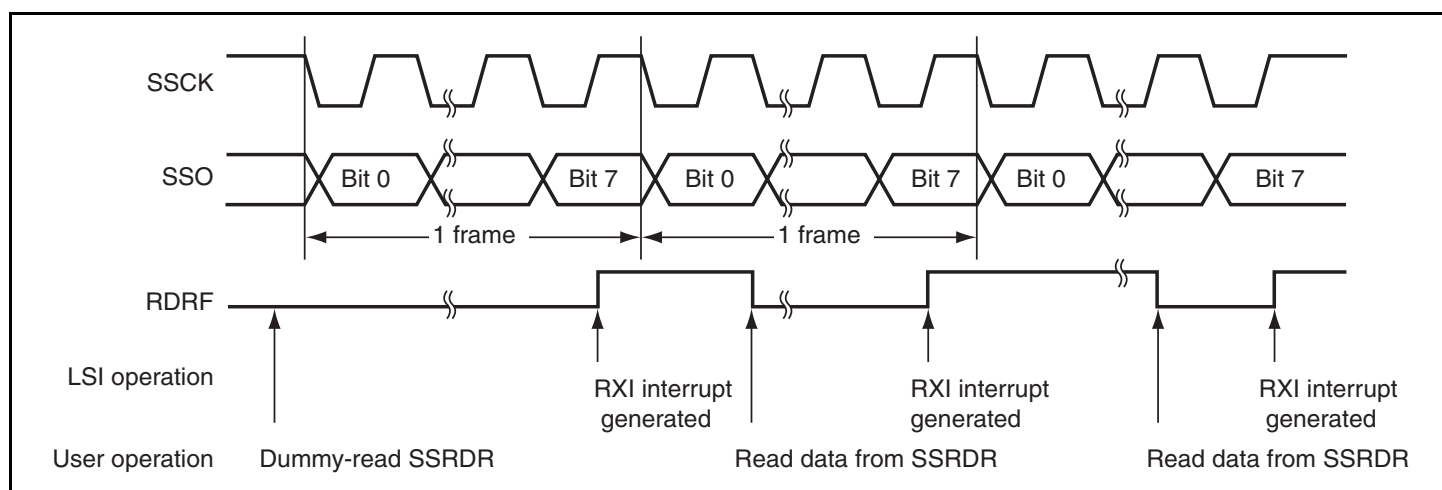 SSCK
SSO
Bit 0
Bit 7
Bit 0
Bit 7
Bit 0
Bit 7
1 frame
1 frame
RDRF
LSI operation
RXI interrupt
generated
RXI interrupt
generated
RXI interrupt
generated
User operation
Dummy-read SSRDR
Read data from SSRDR
Read data from SSRDR